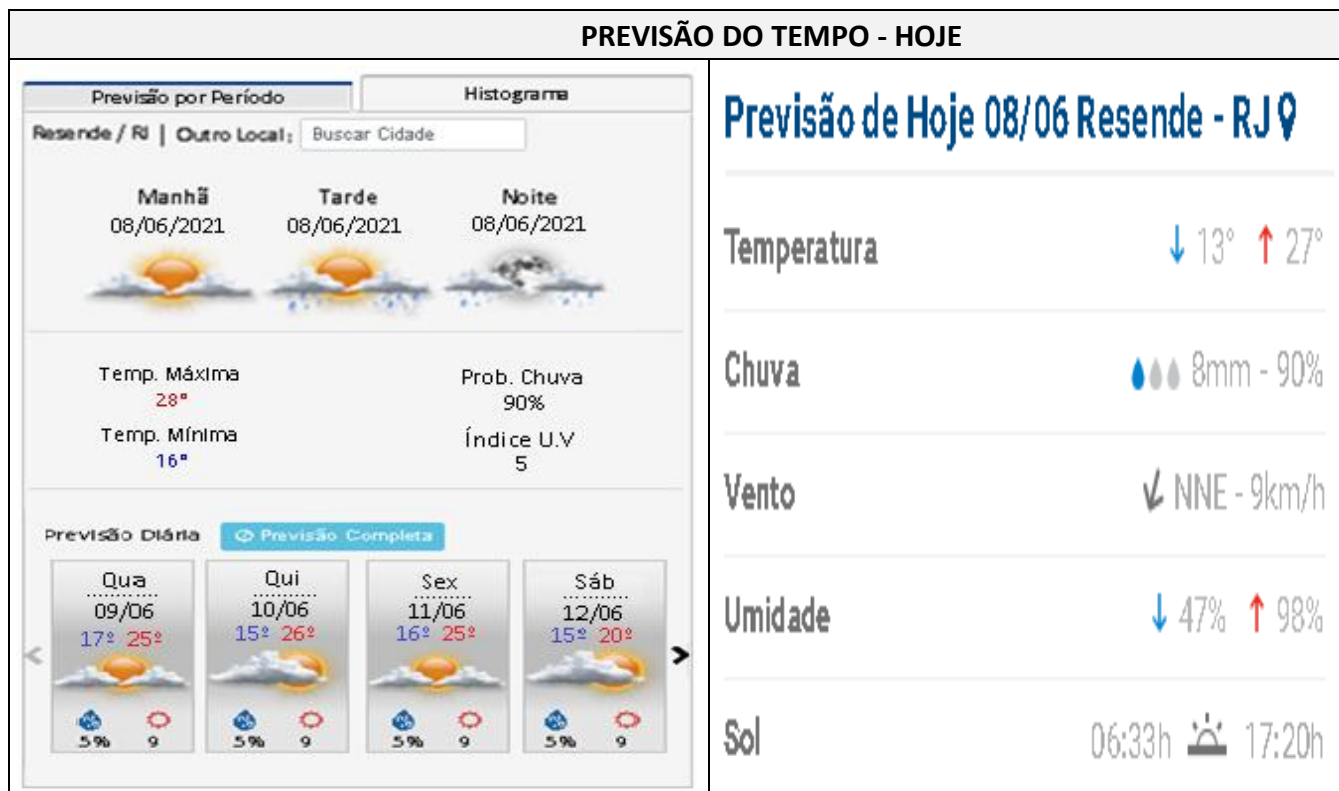 PREVISÃO DO TEMPO - HOJE
Previsão por Período
Histograma
Resende / RJ | Outro Local: Buscar Cidade
Manhã Tarde Noite
08/06/2021 08/06/2021 08/06/2021
Temp. Máxima Prob. Chuva
28° 90%
Temp. Mínima Índice U.V
16° 5
Previsão Diária Previsão Completa
Qua Qui Sex Sáb
09/06 10/06 11/06 12/06
17º 25º 15º 26º 16º 25º 15º 20º
< >
5% 9 5% 9 5% 9 5% 9
Previsão de Hoje 08/06 Resende - RJ
Temperatura ↓ 13° ↑ 27°
Chuva 8mm - 90%
Vento NNE - 9km/h
Umidade ↓ 47% ↑ 98%
Sol 06:33h 17:20h